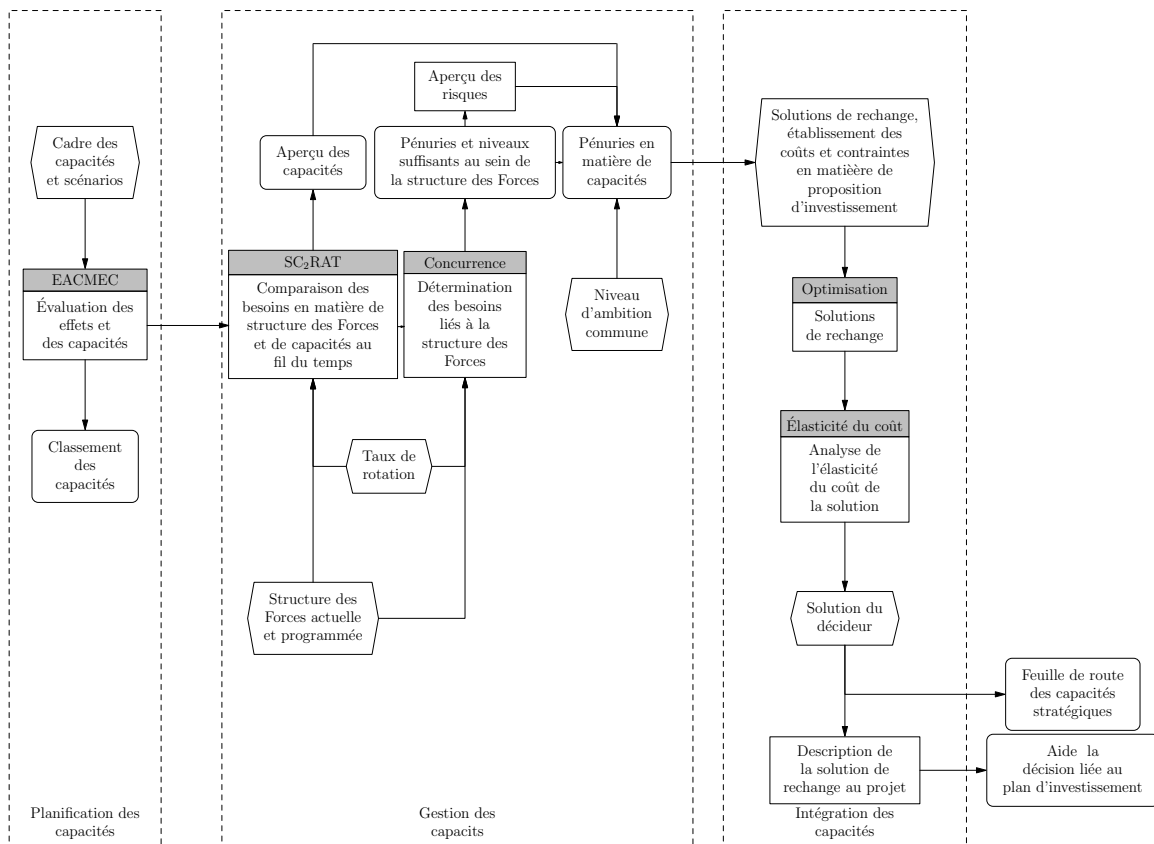 Cadre des
capacités
et scénarios
EACMEC
Évaluation des
effets et
des capacités
Classement
des
capacités
Planification des
capacités
Aperçu des
capacités
Aperçu des
risques
Pénuries et niveaux
suffisants au sein de
la structure des Forces
Pénuries en
matière de
capacités
SC₂RAT
Comparaison des
besoins en matière de
structure des Forces
et de capacités au
fil du temps
Concurrence
Détermination
des besoins
liés à la
structure des
Forces
Niveau
d'ambition
commune
Taux de
rotation
Structure des
Forces actuelle
et programmée
Gestion des
capacits
Solutions de rechange,
établissement des
coûts et contraintes
en matièère de
proposition
d'investissement
Optimisation
Solutions
de rechange
Élasticité du coût
Analyse de
l'élasticité
du coût de
la solution
Solution du
décideur
Description de
la solution de
rechange au projet
Intégration des
capacités
Feuille de route
des capacités
stratégiques
Aide la
décision liée au
plan d'investissement